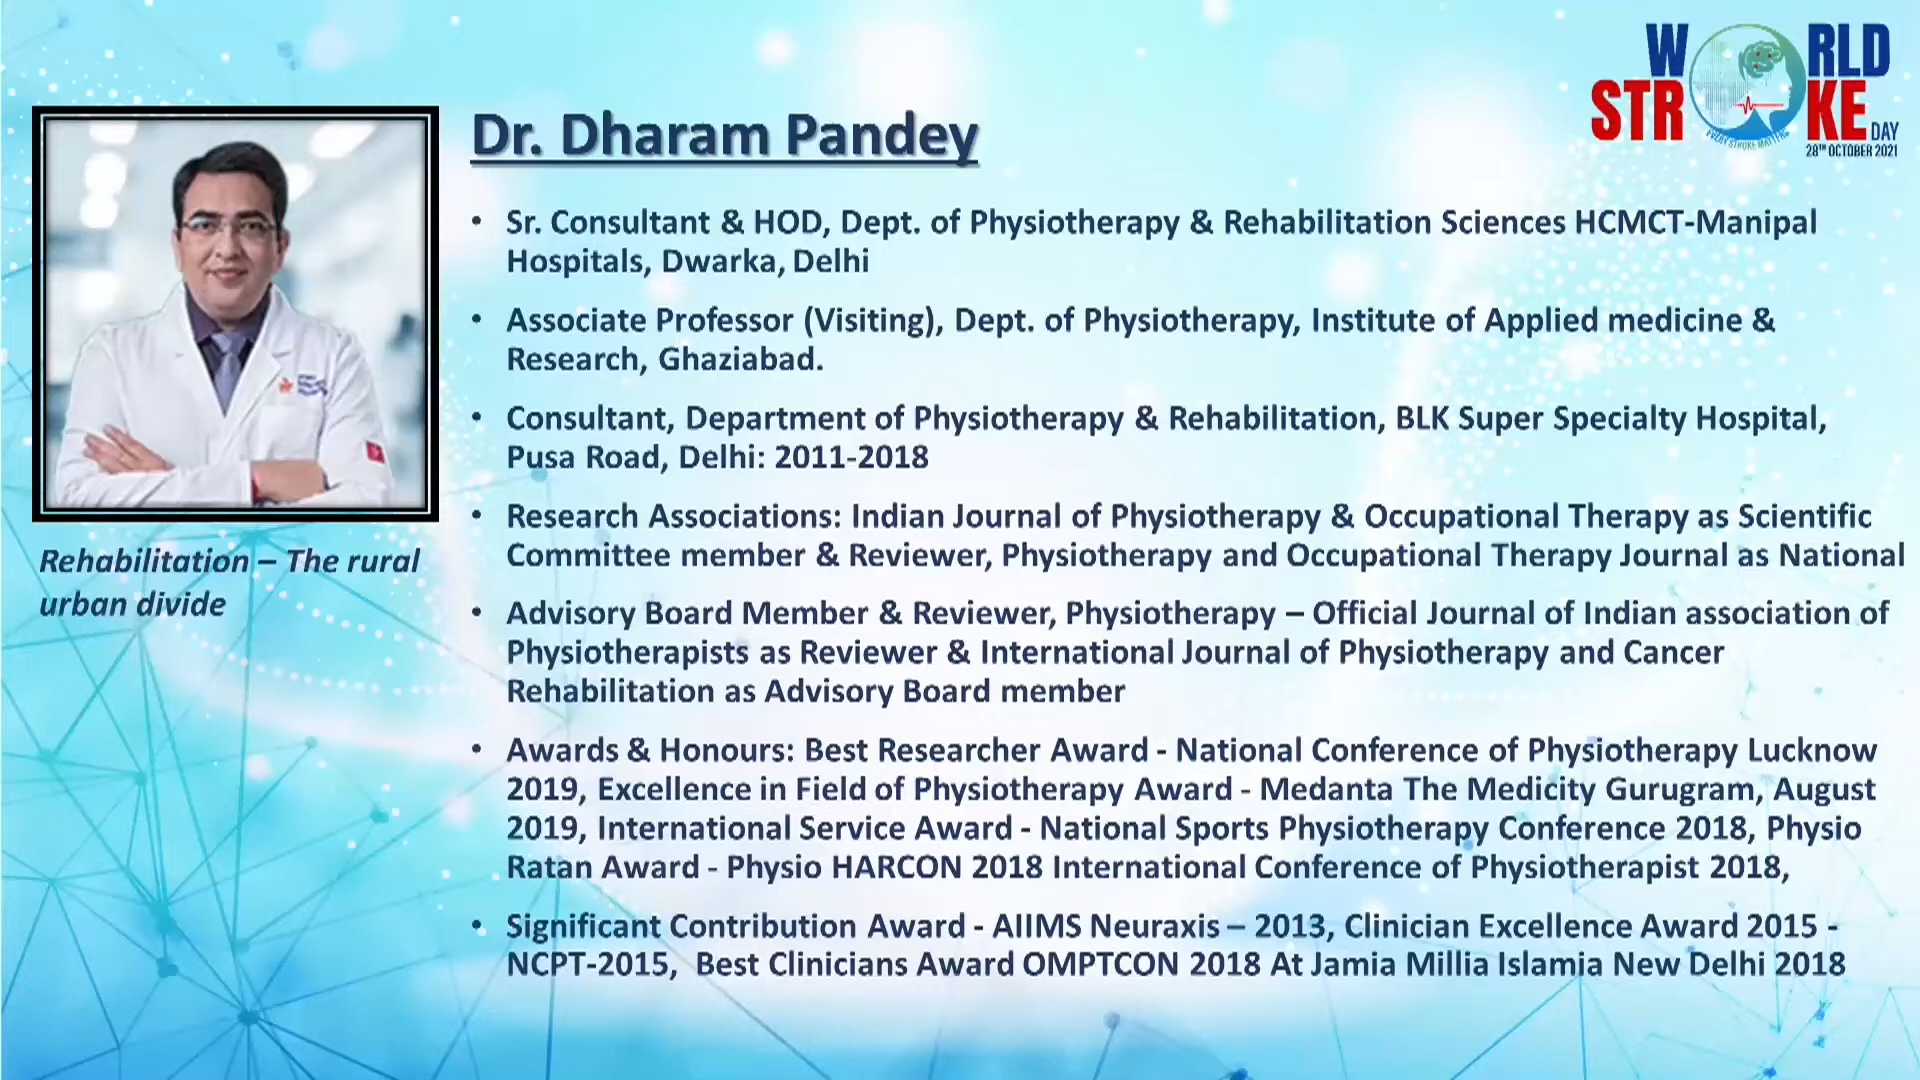 WORLD
STROKE DAY
EVERY STROKE MATTERS
28TH OCTOBER 2021
Dr. Dharam Pandey
• Sr. Consultant & HOD, Dept. of Physiotherapy & Rehabilitation Sciences HCMCT-Manipal
Hospitals, Dwarka, Delhi
• Associate Professor (Visiting), Dept. of Physiotherapy, Institute of Applied medicine &
Research, Ghaziabad.
• Consultant, Department of Physiotherapy & Rehabilitation, BLK Super Specialty Hospital,
Pusa Road, Delhi: 2011-2018
• Research Associations: Indian Journal of Physiotherapy & Occupational Therapy as Scientific
Committee member & Reviewer, Physiotherapy and Occupational Therapy Journal as National
• Advisory Board Member & Reviewer, Physiotherapy – Official Journal of Indian association of
Physiotherapists as Reviewer & International Journal of Physiotherapy and Cancer
Rehabilitation as Advisory Board member
• Awards & Honours: Best Researcher Award - National Conference of Physiotherapy Lucknow
2019, Excellence in Field of Physiotherapy Award - Medanta The Medicity Gurugram, August
2019, International Service Award - National Sports Physiotherapy Conference 2018, Physio
Ratan Award - Physio HARCON 2018 International Conference of Physiotherapist 2018,
• Significant Contribution Award - AIIMS Neuraxis – 2013, Clinician Excellence Award 2015 -
NCPT-2015, Best Clinicians Award OMPTCON 2018 At Jamia Millia Islamia New Delhi 2018
Rehabilitation – The rural
urban divide